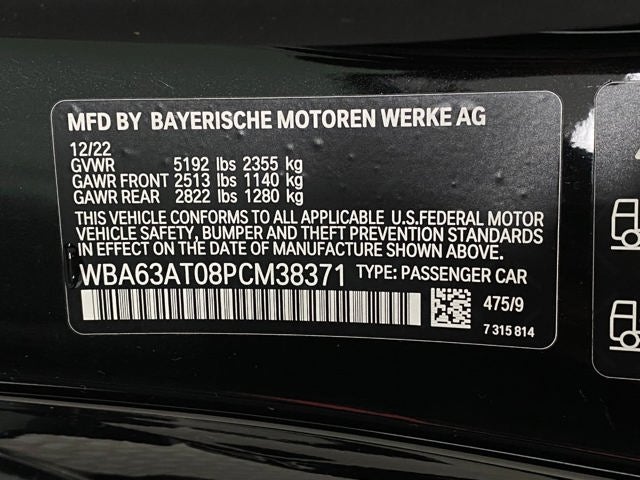 MFD BY BAYERISCHE MOTOREN WERKE AG
12/22
GVWR 5192 lbs 2355 kg
GAWR FRONT 2513 lbs 1140 kg
GAWR REAR 2822 lbs 1280 kg
THIS VEHICLE CONFORMS TO ALL APPLICABLE U.S.FEDERAL MOTOR
VEHICLE SAFETY, BUMPER AND THEFT PREVENTION STANDARDS
IN EFFECT ON THE DATE OF MANUFACTURE SHOWN ABOVE.
WBA63AT08PCM38371 TYPE: PASSENGER CAR
475/9
7 315 814